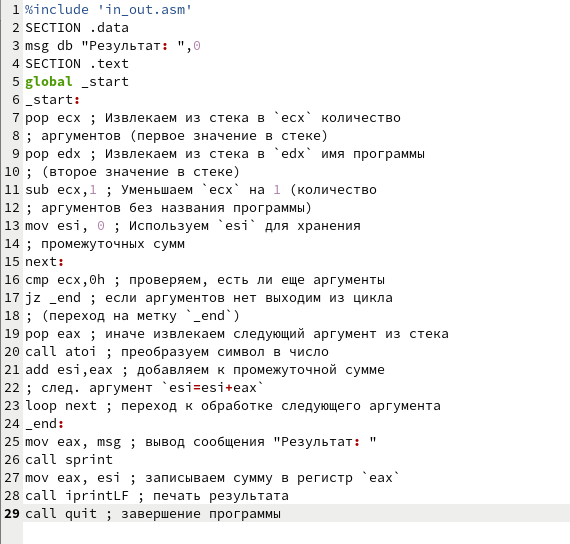 1 %include 'in_out.asm'
2 SECTION .data
3 msg db "Результат: ",0
4 SECTION .text
5 global _start
6 _start:
7 pop ecx ; Извлекаем из стека в `ecx` количество
8 ; аргументов (первое значение в стеке)
9 pop edx ; Извлекаем из стека в `edx` имя программы
10 ; (второе значение в стеке)
11 sub ecx,1 ; Уменьшаем `ecx` на 1 (количество
12 ; аргументов без названия программы)
13 mov esi, 0 ; Используем `esi` для хранения
14 ; промежуточных сумм
15 next:
16 cmp ecx,0h ; проверяем, есть ли еще аргументы
17 jz _end ; если аргументов нет выходим из цикла
18 ; (переход на метку `_end`)
19 pop eax ; иначе извлекаем следующий аргумент из стека
20 call atoi ; преобразуем символ в число
21 add esi,eax ; добавляем к промежуточной сумме
22 ; след. аргумент `esi=esi+eax`
23 loop next ; переход к обработке следующего аргумента
24 _end:
25 mov eax, msg ; вывод сообщения "Результат: "
26 call sprint
27 mov eax, esi ; записываем сумму в регистр `eax`
28 call iprintLF ; печать результата
29 call quit ; завершение программы